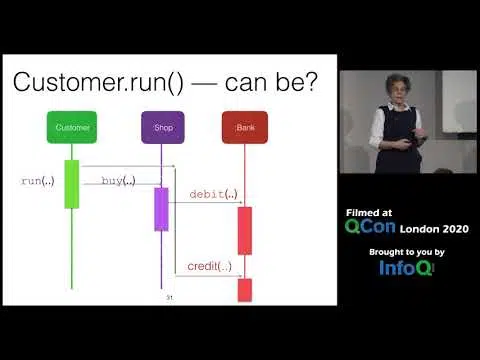 Customer.run() — can be?
Customer
Shop
Bank
run(..)
buy(..)
debit(..)
credit(..)
31
Filmed at
QCon London 2020
Brought to you by
InfoQ